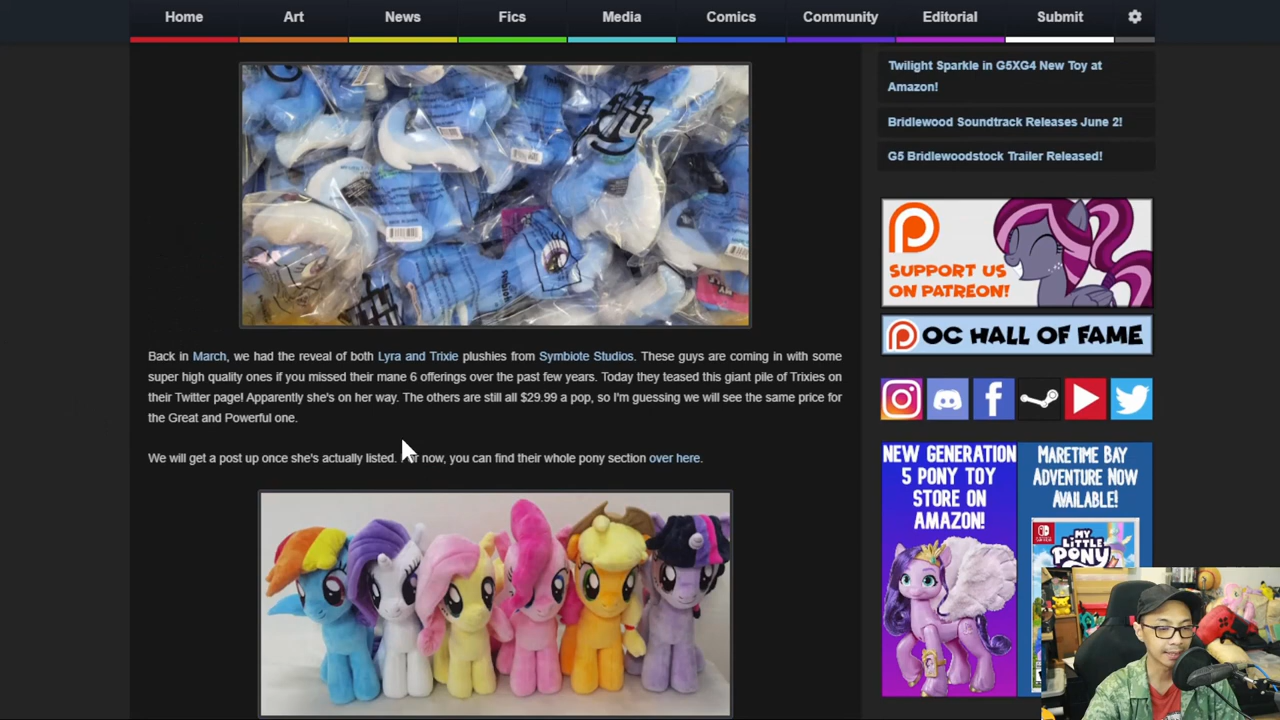 Home Art News Fics Media Comics Community Editorial Submit
Twilight Sparkle in G5XG4 New Toy at
Amazon!
Bridlewood Soundtrack Releases June 2!
G5 Bridlewoodstock Trailer Released!
SUPPORT US
ON PATREON!
OC HALL OF FAME
Back in March, we had the reveal of both Lyra and Trixie plushies from Symbiote Studios. These guys are coming in with some
super high quality ones if you missed their mane 6 offerings over the past few years. Today they teased this giant pile of Trixies on
their Twitter page! Apparently she's on her way. The others are still all $29.99 a pop, so I'm guessing we will see the same price for
the Great and Powerful one.
We will get a post up once she's actually listed. For now, you can find their whole pony section over here.
NEW GENERATION
5 PONY TOY
STORE ON
AMAZON!
MARETIME BAY
ADVENTURE NOW
AVAILABLE!
MY
LITTLE
PONY